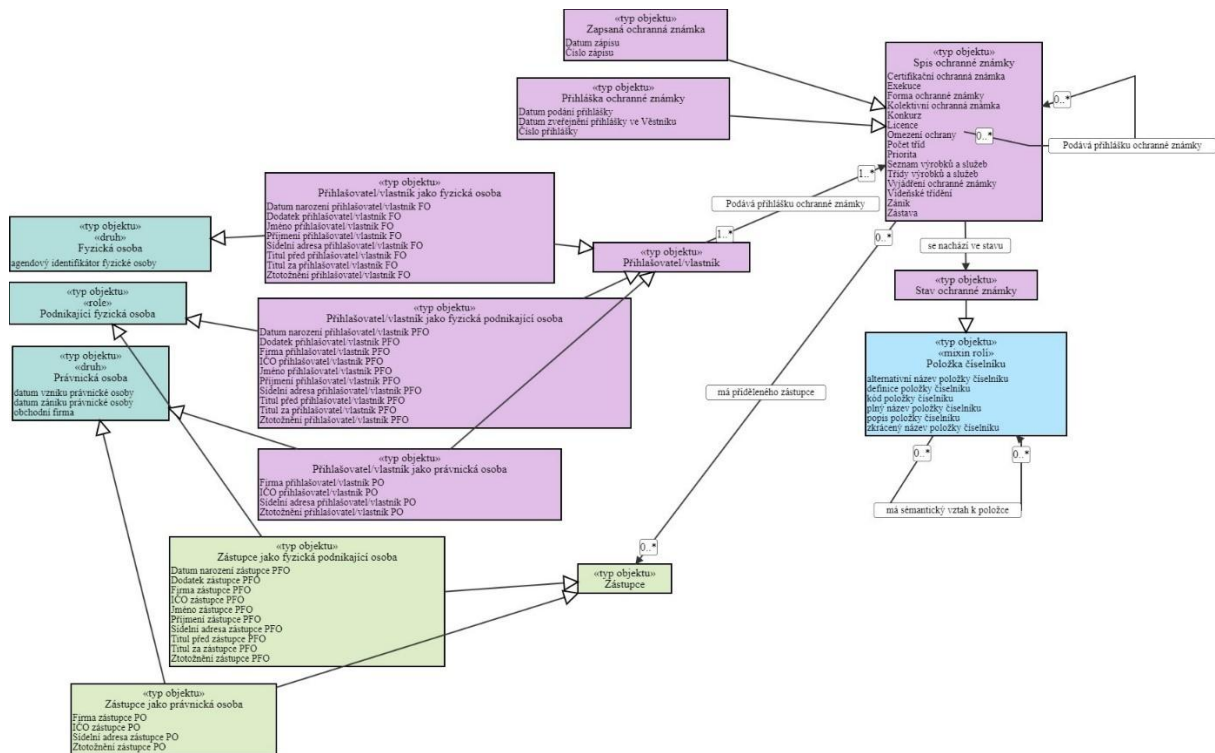 «typ objektu»
Zapsaná ochranná známka
Datum zápisu
Číslo zápisu
«typ objektu»
Přihláška ochranné známky
Datum podání přihlášky
Datum zveřejnění přihlášky ve Věstníku
Číslo přihlášky
«typ objektu»
Spis ochranné známky
Certifikační ochranná známka
Exekuce
Forma ochranné známky
Kolektivní ochranná známka
Konkurz
Licence
Omezení ochrany
Počet tříd
Priorita
Seznam výrobků a služeb
Třídy výrobků a služeb
Vyjádření ochranné známky
Vídeňské třídění
Zánik
Zástava
0..*
0..*
Podává přihlášku ochranné známky
«typ objektu»
Přihlašovatel/vlastník jako fyzická osoba
Datum narození přihlašovatel/vlastník FO
Dodatek přihlašovatel/vlastník FO
Jméno přihlašovatel/vlastník FO
Příjmení přihlašovatel/vlastník FO
Sídelní adresa přihlašovatel/vlastník FO
Titul před přihlašovatel/vlastník FO
Titul za přihlašovatel/vlastník FO
Ztotožnění přihlašovatel/vlastník FO
1..*
Podává přihlášku ochranné známky
1..*
0..*
«typ objektu»
Přihlašovatel/vlastník
«typ objektu»
«druh»
Fyzická osoba
agendový identifikátor fyzické osoby
«typ objektu»
«role»
Podnikající fyzická osoba
«typ objektu»
«druh»
Právnická osoba
datum vzniku právnické osoby
datum zániku právnické osoby
obchodní firma
se nachází ve stavu
«typ objektu»
Stav ochranné známky
«typ objektu»
Přihlašovatel/vlastník jako fyzická podnikající osoba
Datum narození přihlašovatel/vlastník PFO
Dodatek přihlašovatel/vlastník PFO
Firma přihlašovatel/vlastník PFO
IČO přihlašovatel/vlastník PFO
Jméno přihlašovatel/vlastník PFO
Příjmení přihlašovatel/vlastník PFO
Sídelní adresa přihlašovatel/vlastník PFO
Titul před přihlašovatel/vlastník PFO
Titul za přihlašovatel/vlastník PFO
Ztotožnění přihlašovatel/vlastník PFO
«typ objektu»
«mixin rolí»
Položka číselníku
alternativní název položky číselníku
definice položky číselníku
kód položky číselníku
plný název položky číselníku
popis položky číselníku
zkrácený název položky číselníku
má přiděleného zástupce
0..*
0..*
má sémantický vztah k položce
«typ objektu»
Přihlašovatel/vlastník jako právnická osoba
Firma přihlašovatel/vlastník PO
IČO přihlašovatel/vlastník PO
Sídelní adresa přihlašovatel/vlastník PO
Ztotožnění přihlašovatel/vlastník PO
«typ objektu»
Zástupce jako fyzická podnikající osoba
Datum narození zástupce PFO
Dodatek zástupce PFO
Firma zástupce PFO
IČO zástupce PFO
Jméno zástupce PFO
Příjmení zástupce PFO
Sídelní adresa zástupce PFO
Titul před zástupce PFO
Titul za zástupce PFO
Ztotožnění zástupce PFO
0..*
«typ objektu»
Zástupce
«typ objektu»
Zástupce jako právnická osoba
Firma zástupce PO
IČO zástupce PO
Sídelní adresa zástupce PO
Ztotožnění zástupce PO